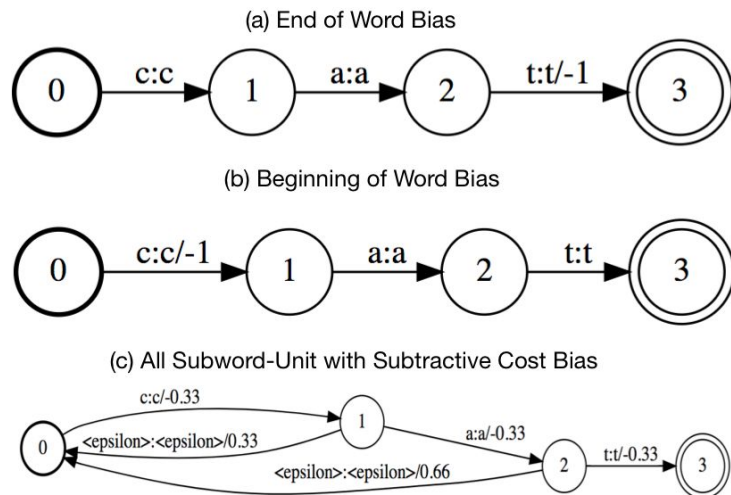 (a) End of Word Bias
0 c:c 1 a:a 2 t:t/-1 3
(b) Beginning of Word Bias
0 c:c/-1 1 a:a 2 t:t 3
(c) All Subword-Unit with Subtractive Cost Bias
c:c/-0.33
0 <epsilon>:<epsilon>/0.33 1 a:a/-0.33
<epsilon>:<epsilon>/0.66 2 t:t/-0.33 3